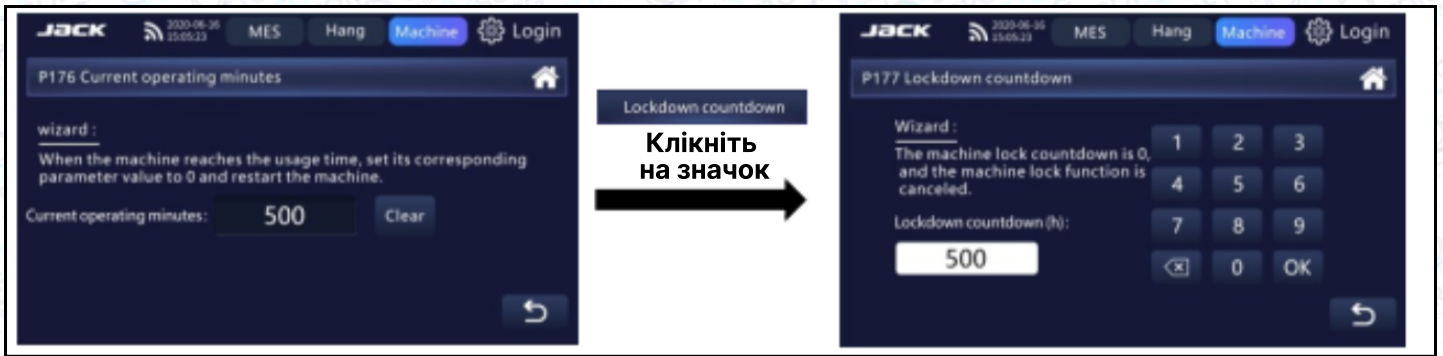 JACK
2020-06-16
15:05:23
MES
Hang
Machine
Login
P176 Current operating minutes
wizard :
When the machine reaches the usage time, set its corresponding
parameter value to 0 and restart the machine.
Current operating minutes:
500
Clear
Lockdown countdown
Клікніть
на значок
JACK
2020-06-16
15:05:23
MES
Hang
Machine
Login
P177 Lockdown countdown
Wizard :
The machine lock countdown is 0,
and the machine lock function is
canceled.
Lockdown countdown (h):
500
1 2 3
4 5 6
7 8 9
0 OK